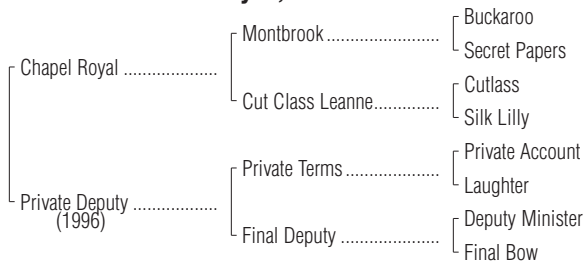 Buckaroo
Montbrook
Secret Papers
Chapel Royal
Cutlass
Cut Class Leanne
Silk Lilly
Private Account
Private Terms
Laughter
Private Deputy
(1996)
Deputy Minister
Final Deputy
Final Bow